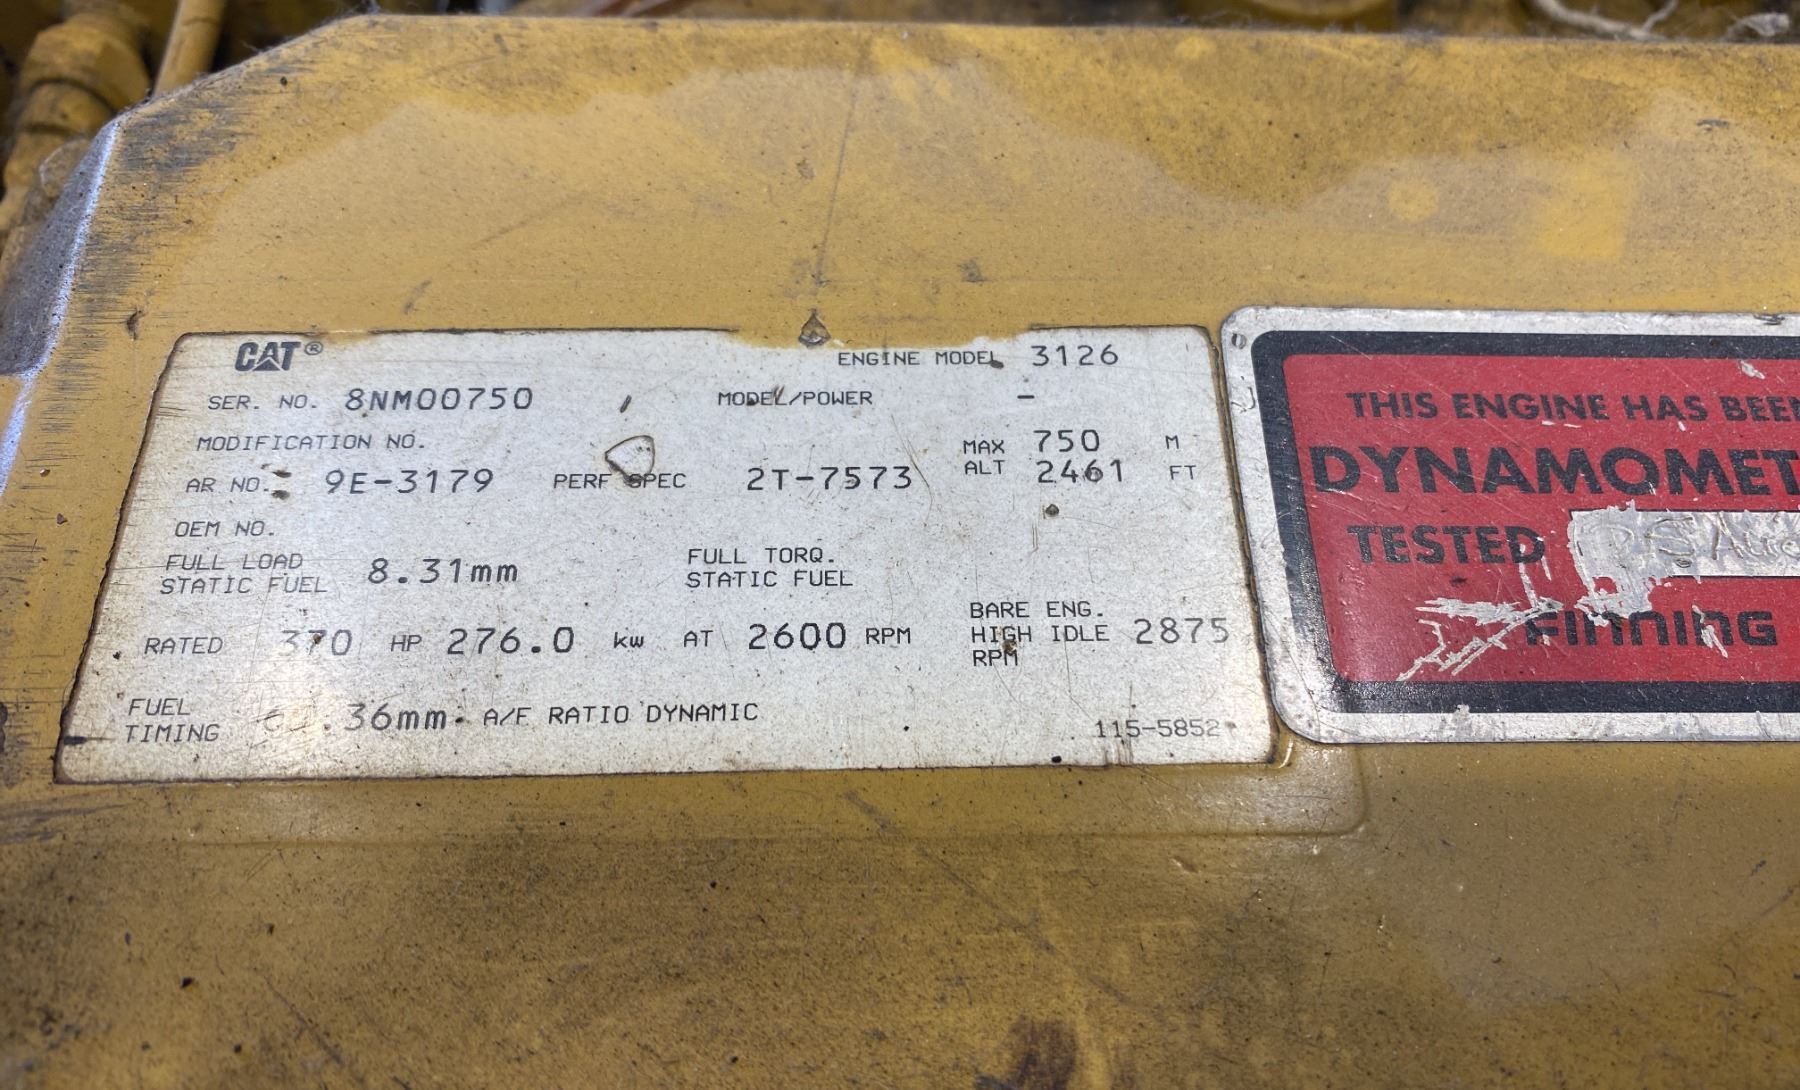 CAT® ENGINE MODEL 3126
SER. NO. 8NM00750 MODEL/POWER -
MODIFICATION NO. MAX 750 M
AR NO. 9E-3179 PERF SPEC 2T-7573 ALT 2461 FT
OEM NO.
FULL LOAD FULL TORQ.
STATIC FUEL 8.31mm STATIC FUEL
BARE ENG.
RATED 370 HP 276.0 kw AT 2600 RPM HIGH IDLE 2875
RPM
FUEL
TIMING .36mm A/F RATIO DYNAMIC 115-5852
THIS ENGINE HAS BEEN
DYNAMOMET
TESTED
FINNING